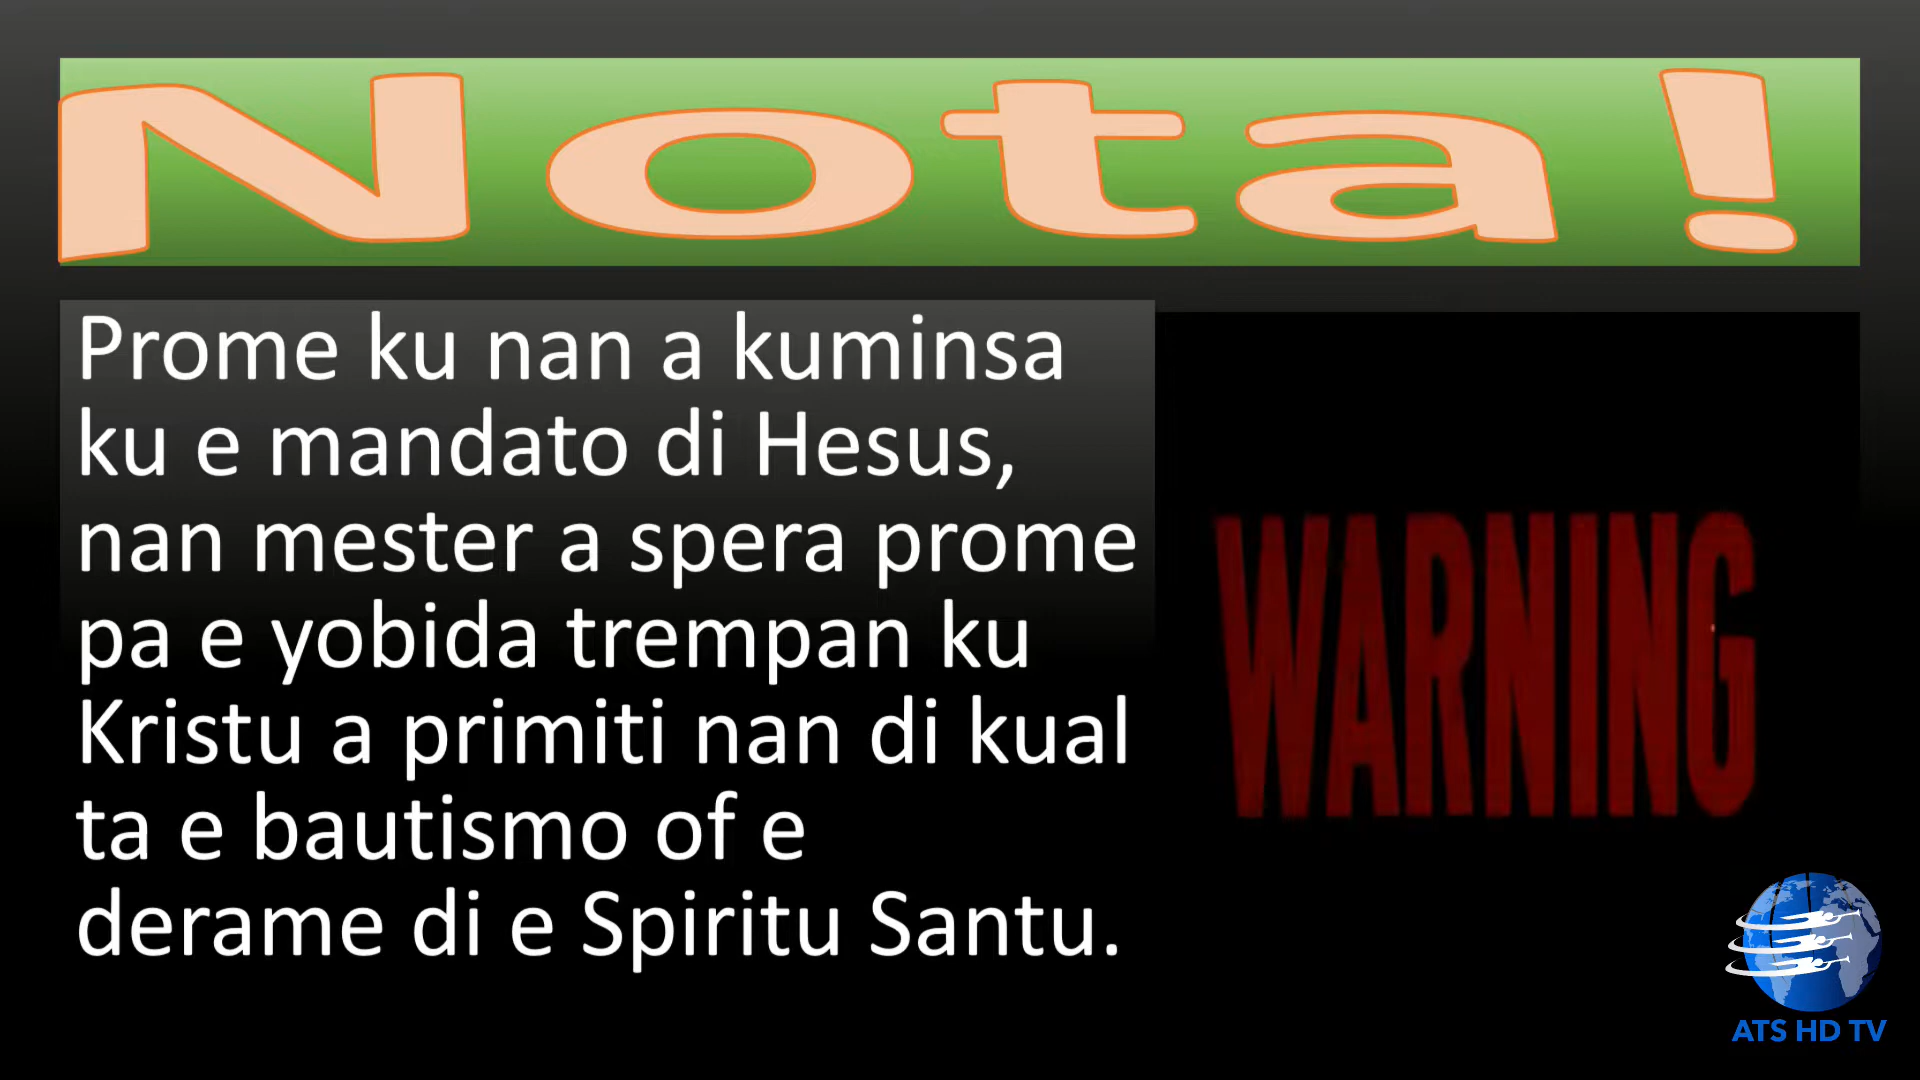 Nota!
Prome ku nan a kuminsa
ku e mandato di Hesus,
nan mester a spera prome
pa e yobida trempan ku
Kristu a primiti nan di kual
ta e bautismo of e
derame di e Spiritu Santu.
WARNING
ATS HD TV